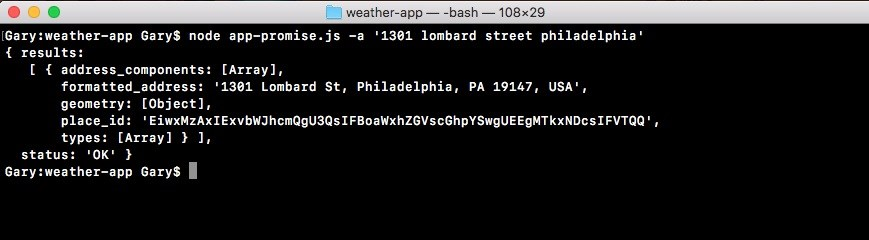 weather-app — -bash — 108×29
Gary:weather-app Gary$ node app-promise.js -a '1301 lombard street philadelphia'
{ results:
   [ { address_components: [Array],
       formatted_address: '1301 Lombard St, Philadelphia, PA 19147, USA',
       geometry: [Object],
       place_id: 'EiwxMzAxIExvbWJhcmQgU3QsIFBoaWxhZGVscGhpYSwgUEEgMTkxNDcsIFVTQQ',
       types: [Array] } ],
  status: 'OK' }
Gary:weather-app Gary$